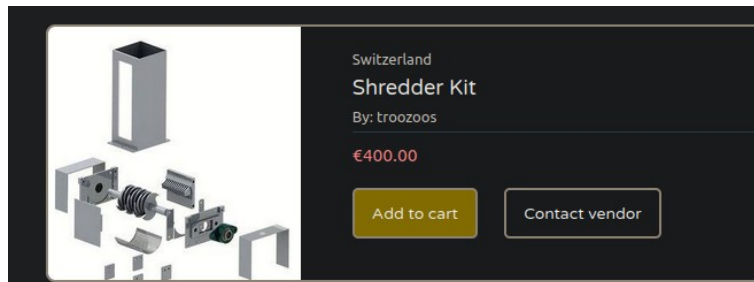 Switzerland
Shredder Kit
By: troozoos
€400.00
Add to cart
Contact vendor